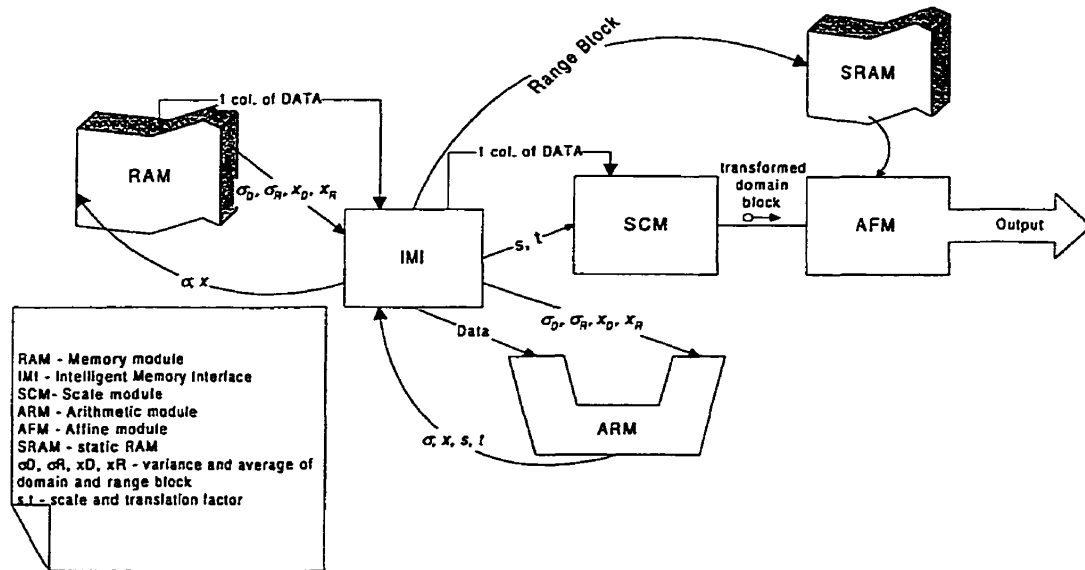 Range Block
SRAM
1 col. of DATA
RAM
1 col. of DATA
transformed
domain
block
σD, σR, xD, xR
SCM
AFM
Output
IMI
s, t
σ, x
σD, σR, xD, xR
Data
ARM
σ, x, s, t
RAM - Memory module
IMI - Intelligent Memory Interface
SCM- Scale module
ARM - Arithmetic module
AFM - Affine module
SRAM - static RAM
σD, σR, xD, xR - variance and average of
domain and range block
s,t - scale and translation factor